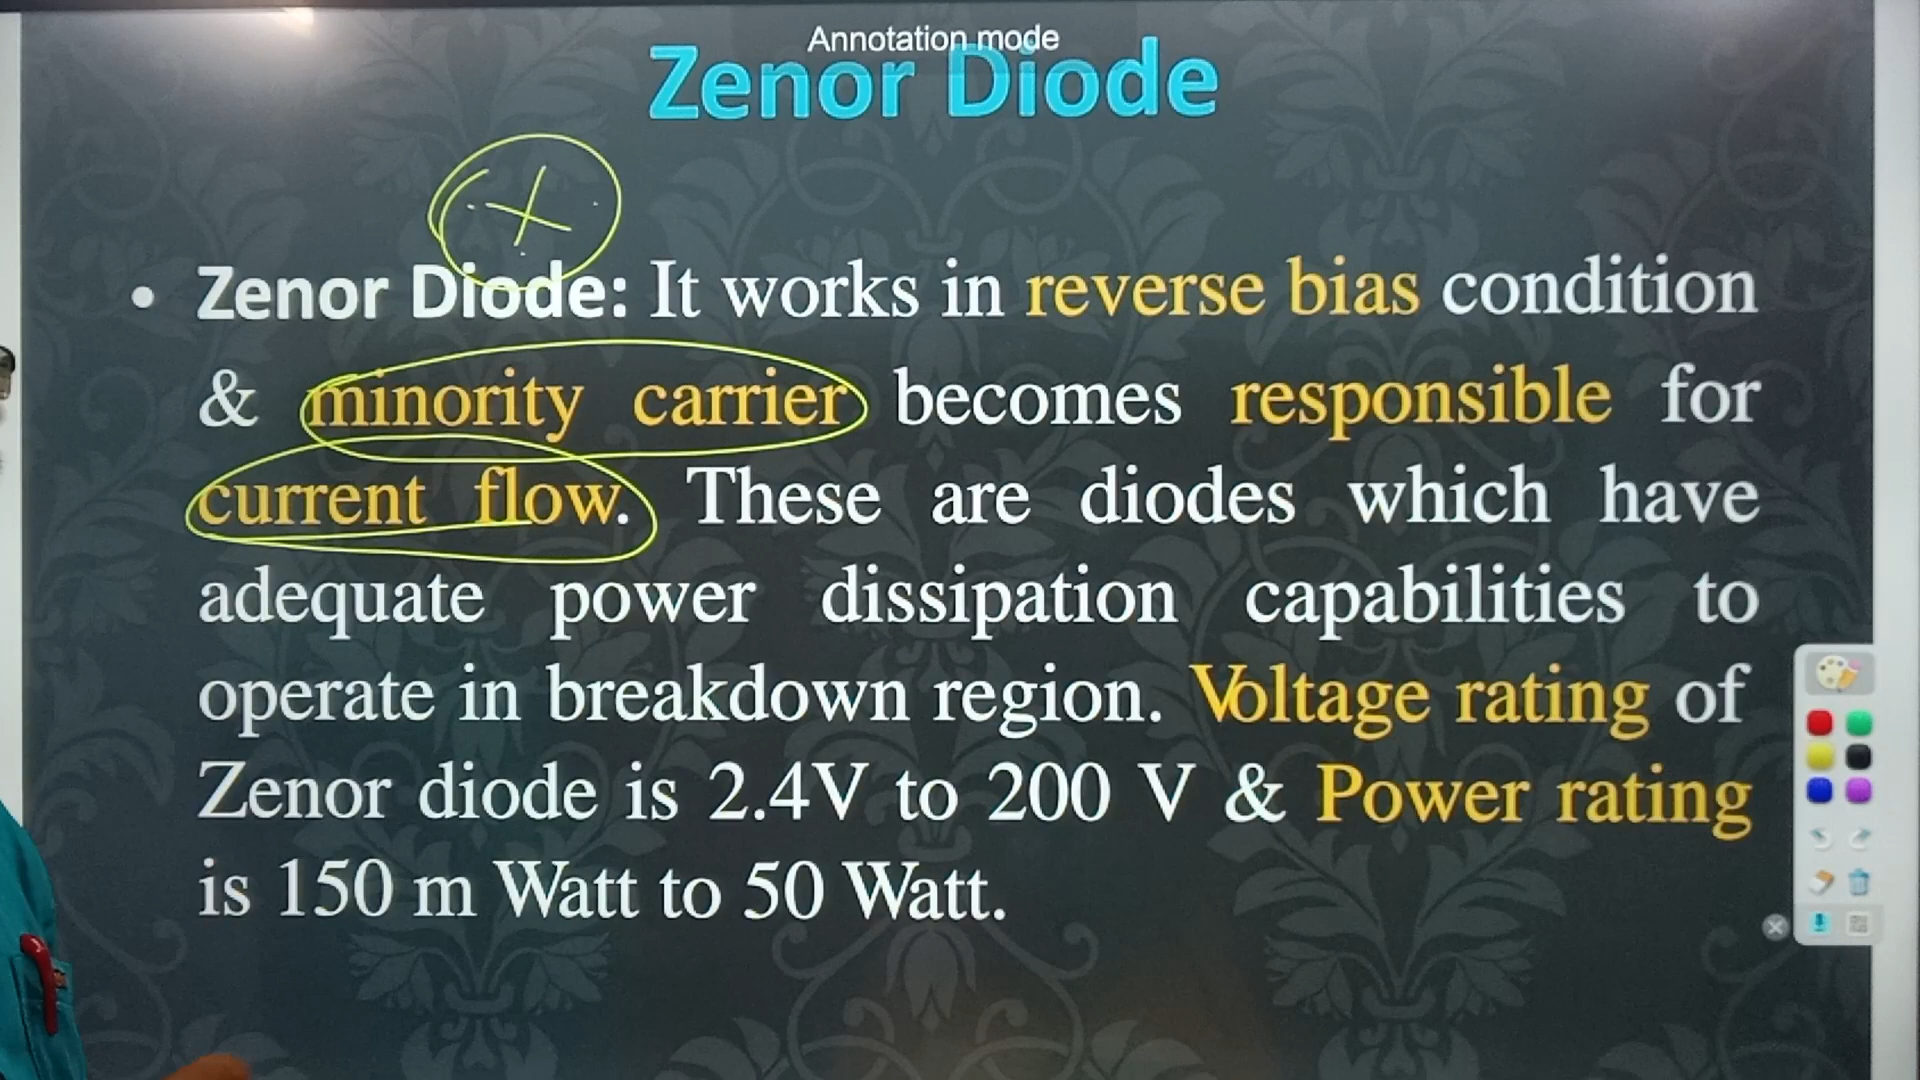 Annotation mode
Zenor Diode
• Zenor Diode: It works in reverse bias condition
& minority carrier becomes responsible for
current flow. These are diodes which have
adequate power dissipation capabilities to
operate in breakdown region. Voltage rating of
Zenor diode is 2.4V to 200 V & Power rating
is 150 m Watt to 50 Watt.